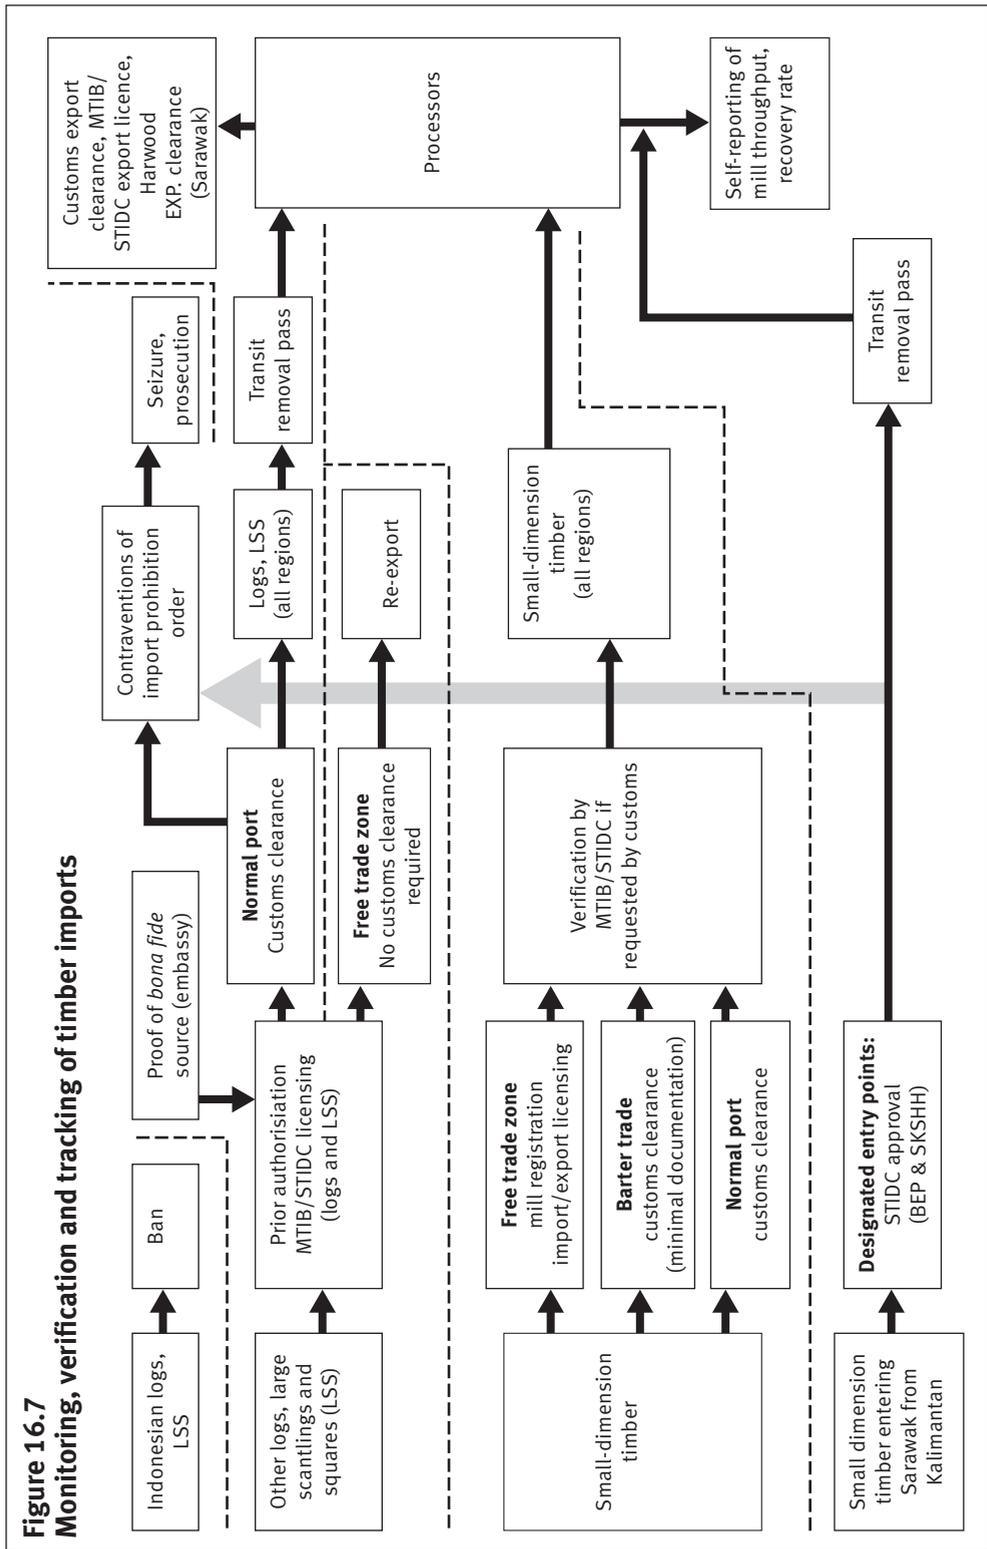 Figure 16.7
Monitoring, verification and tracking of timber imports
Indonesian logs,
LSS
Ban
Proof of bona fide
source (embassy)
Contraventions of
import prohibition
order
Seizure,
prosecution
Customs export
clearance, MTIB/
STIDC export licence,
Harwood
EXP. clearance
(Sarawak)
Other logs, large
scantlings and
squares (LSS)
Prior authorisiation
MTIB/STIDC licensing
(logs and LSS)
Normal port
Customs clearance
Logs, LSS
(all regions)
Transit
removal pass
Processors
Free trade zone
No customs clearance
required
Re-export
Small-dimension
timber
Free trade zone
mill registration
import/export licensing
Barter trade
customs clearance
(minimal documentation)
Normal port
customs clearance
Verification by
MTIB/STIDC if
requested by customs
Small-dimension
timber
(all regions)
Self-reporting of
mill throughput,
recovery rate
Small dimension
timber entering
Sarawak from
Kalimantan
Designated entry points:
STIDC approval
(BEP & SKSHH)
Transit
removal pass